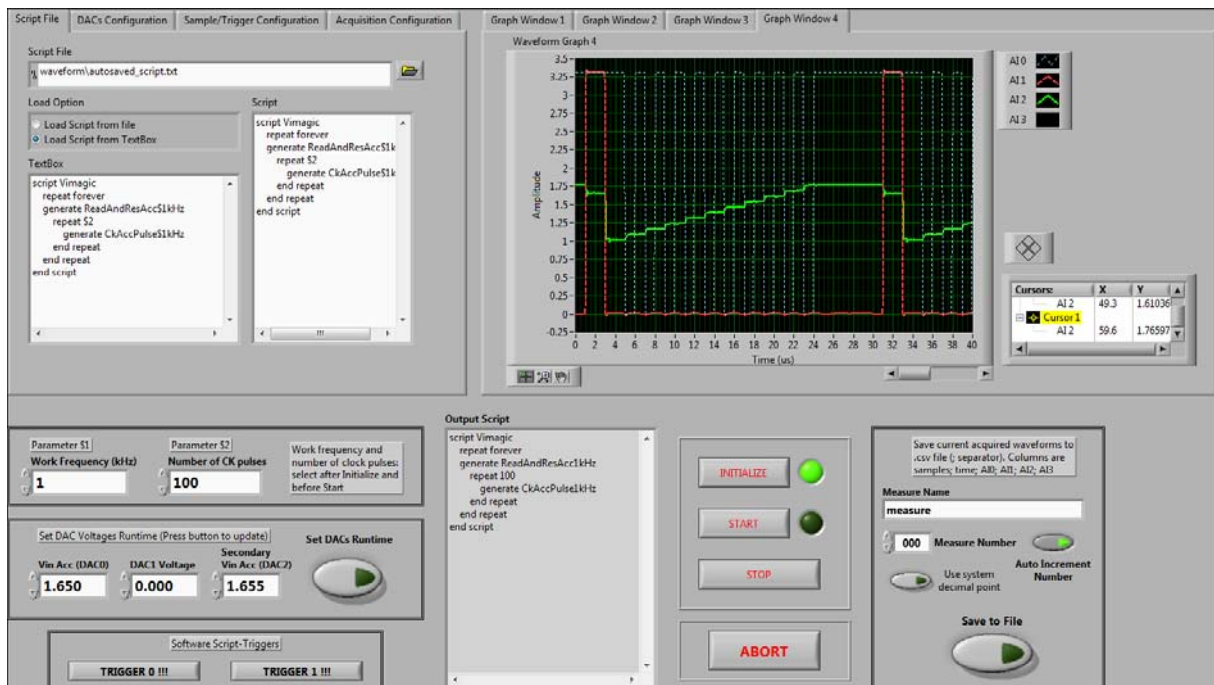 Script File
DACs Configuration
Sample/Trigger Configuration
Acquisition Configuration
Script File
waveform\autosaved_script.txt
Load Option
Load Script from file
Load Script from TextBox
TextBox
script Vimagic
repeat forever
generate ReadAndResAcc$1kHz
repeat $2
generate CkAccPulse$1kHz
end repeat
end repeat
end script
Script
script Vimagic
repeat forever
generate ReadAndResAcc$1k
repeat $2
generate CkAccPulse$1k
end repeat
end repeat
end script
Graph Window 1
Graph Window 2
Graph Window 3
Graph Window 4
Waveform Graph 4
3.5
3.25
3
2.75
2.5
2.25
2
1.75
1.5
1.25
1
0.75
0.5
0.25
0
-0.25
Amplitude
0 2 4 6 8 10 12 14 16 18 20 22 24 26 28 30 32 34 36 38 40
Time (us)
AI 0
AI 1
AI 2
AI 3
Cursors: X Y
AI 2 49.3 1.61036
Cursor 1
AI 2 59.6 1.76597
Parameter $1
Work Frequency (kHz)
1
Parameter $2
Number of CK pulses
100
Work frequency and
number of clock pulses:
select after Initialize and
before Start
Set DAC Voltages Runtime (Press button to update)
Vin Acc (DAC0)
1.650
DAC1 Voltage
0.000
Secondary
Vin Acc (DAC2)
1.655
Set DACs Runtime
Software Script-Triggers
TRIGGER 0 !!!
TRIGGER 1 !!!
Output Script
script Vimagic
repeat forever
generate ReadAndResAcc1kHz
repeat 100
generate CkAccPulse1kHz
end repeat
end repeat
end script
INITIALIZE
START
STOP
ABORT
Save current acquired waveforms to
.csv file (; separator). Columns are
samples; time; AI0; AI1; AI2; AI3
Measure Name
measure
000
Measure Number
Auto Increment
Number
Use system
decimal point
Save to File